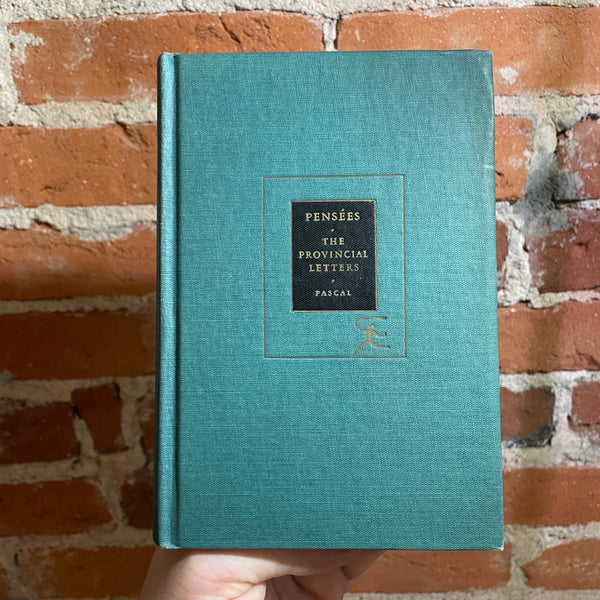 PENSÉES
THE
PROVINCIAL
LETTERS
PASCAL